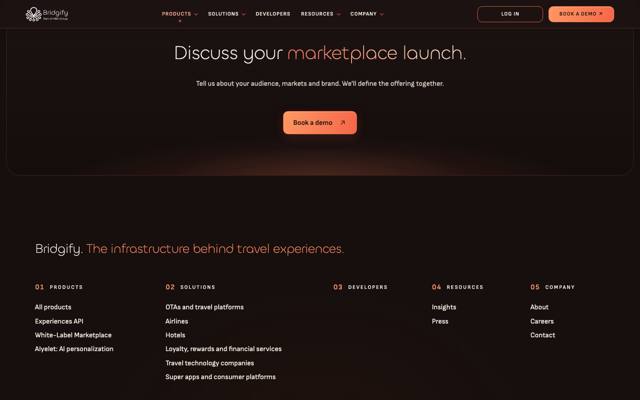 Bridgify
PRODUCTS SOLUTIONS DEVELOPERS RESOURCES COMPANY LOG IN BOOK A DEMO ↗
Discuss your marketplace launch.
Tell us about your audience, markets and brand. We'll define the offering together.
Book a demo ↗
Bridgify. The infrastructure behind travel experiences.
01 PRODUCTS
All products
Experiences API
White-Label Marketplace
AIyelet: AI personalization
02 SOLUTIONS
OTAs and travel platforms
Airlines
Hotels
Loyalty, rewards and financial services
Travel technology companies
Super apps and consumer platforms
03 DEVELOPERS
04 RESOURCES
Insights
Press
05 COMPANY
About
Careers
Contact